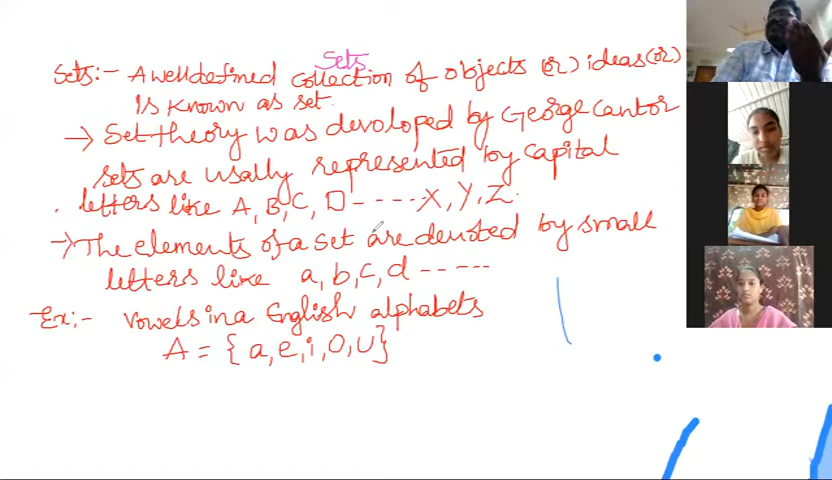 Sets
Sets:- A welldefined collection of objects (or) ideas (or)
is known as set.
→ Set theory was devoloped by George cantor
sets are usally represented by capital
letters like A, B, C, D ---- X, Y, Z.
→ The elements of a set are denoted by small
letters like a, b, c, d -----
Ex:- vowels in a English alphabets
A = { a, e, i, o, u}